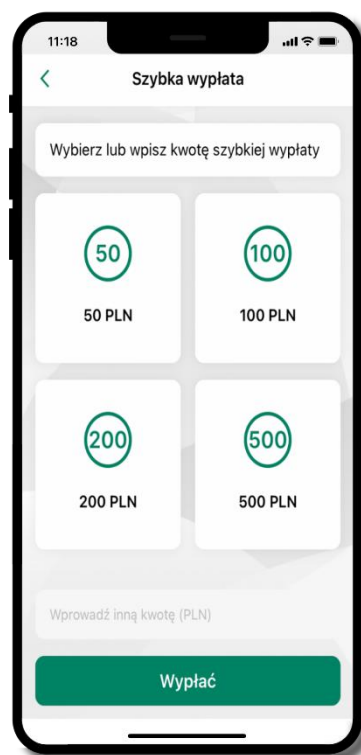 11:18
Szybka wypłata
Wybierz lub wpisz kwotę szybkiej wypłaty
50
100
50 PLN
100 PLN
200
500
200 PLN
500 PLN
Wprowadź inną kwotę (PLN)
Wypłać